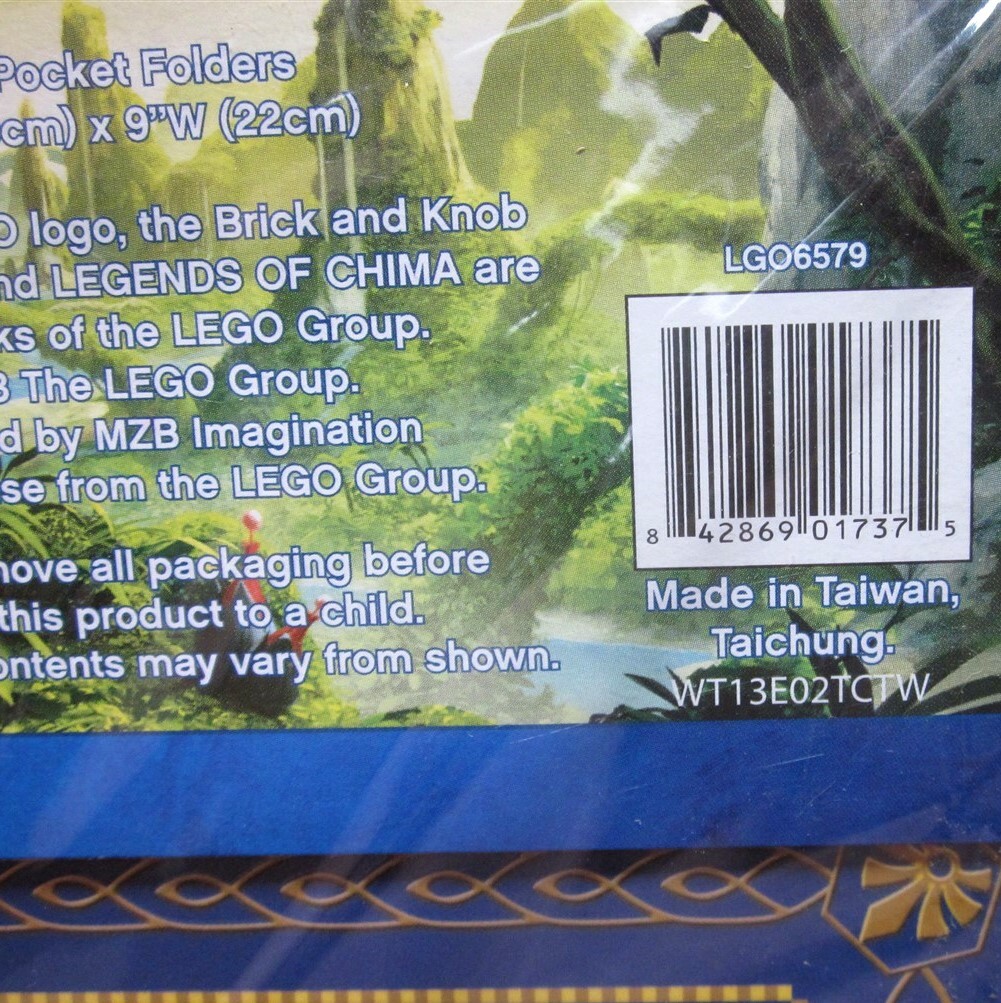 Pocket Folders
cm) x 9”W (22cm)
O logo, the Brick and Knob
nd LEGENDS OF CHIMA are
ks of the LEGO Group.
3 The LEGO Group.
d by MZB Imagination
se from the LEGO Group.
move all packaging before
this product to a child.
ontents may vary from shown.
LGO6579
8 42869 01737 5
Made in Taiwan,
Taichung.
WT13E02TCTW